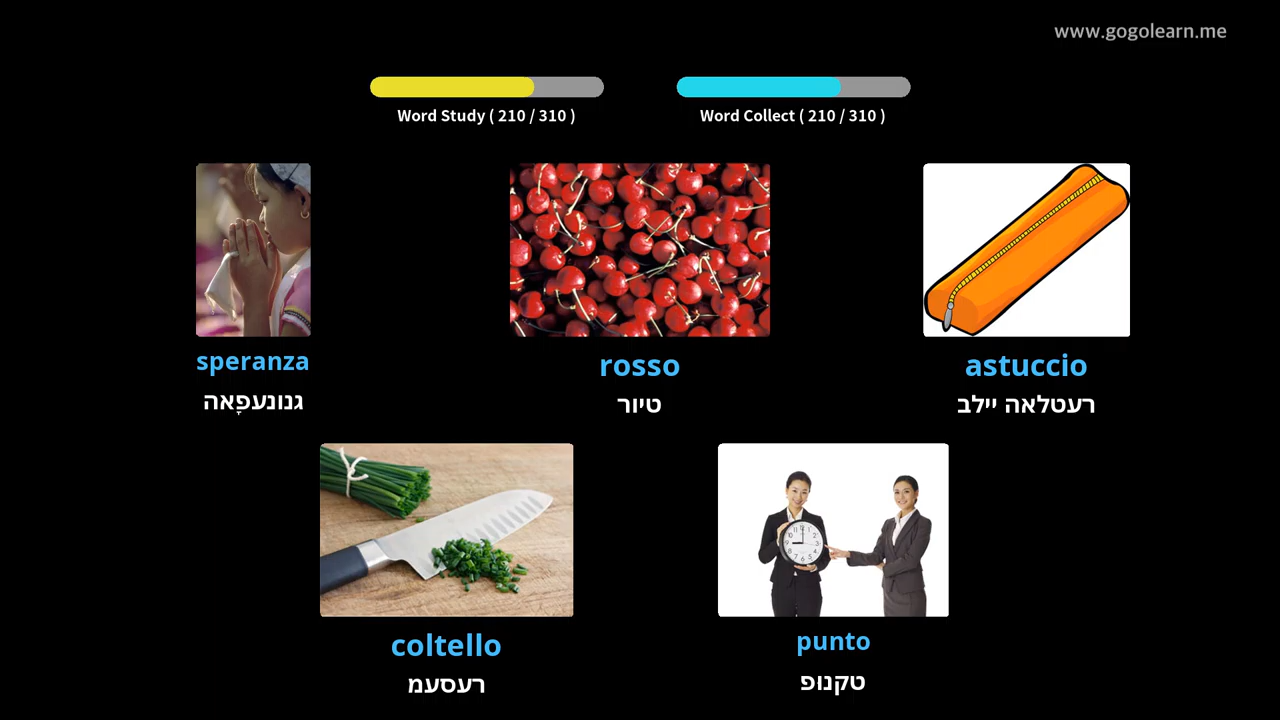 www.gogolearn.me
Word Study ( 210 / 310 )
Word Collect ( 210 / 310 )
speranza
גנונעפָאה
rosso
טיור
astuccio
רעטלאה יילב
coltello
רעסעמ
punto
טקנוּפ